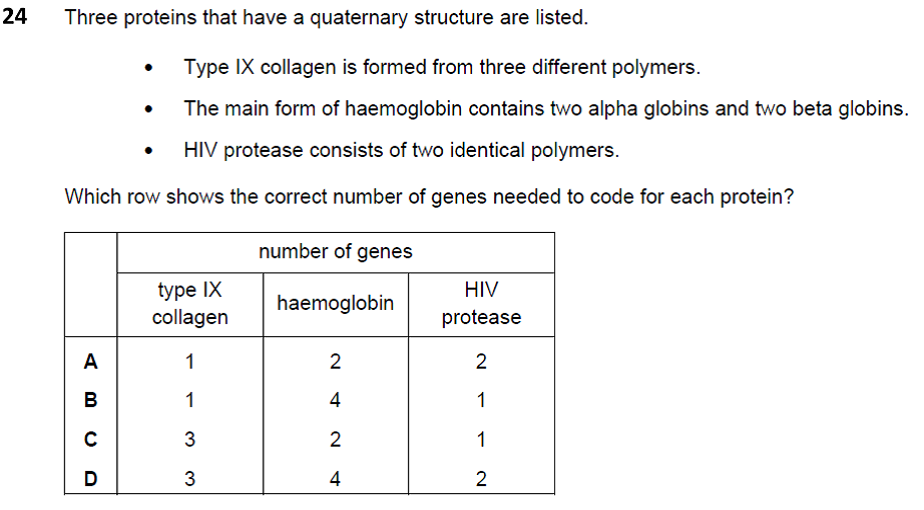 24 Three proteins that have a quaternary structure are listed.
• Type IX collagen is formed from three different polymers.
• The main form of haemoglobin contains two alpha globins and two beta globins.
• HIV protease consists of two identical polymers.
Which row shows the correct number of genes needed to code for each protein?
number of genes
type IX collagen haemoglobin HIV protease
A 1 2 2
B 1 4 1
C 3 2 1
D 3 4 2